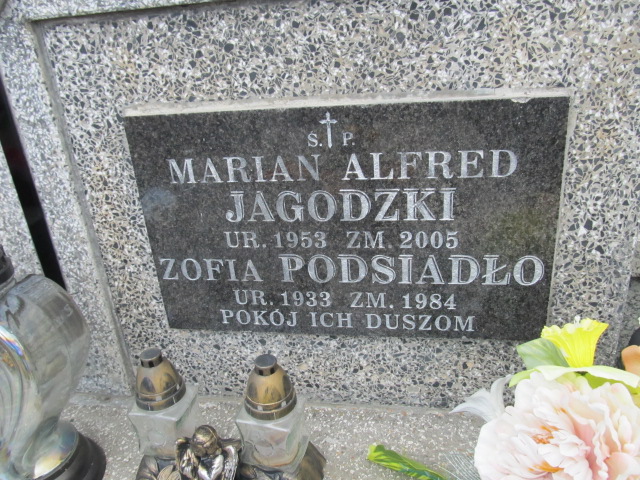 Ś. P.
MARIAN ALFRED
JAGODZKI
UR. 1953 ZM. 2005
ZOFIA PODSIADŁO
UR. 1933 ZM. 1984
POKÓJ ICH DUSZOM